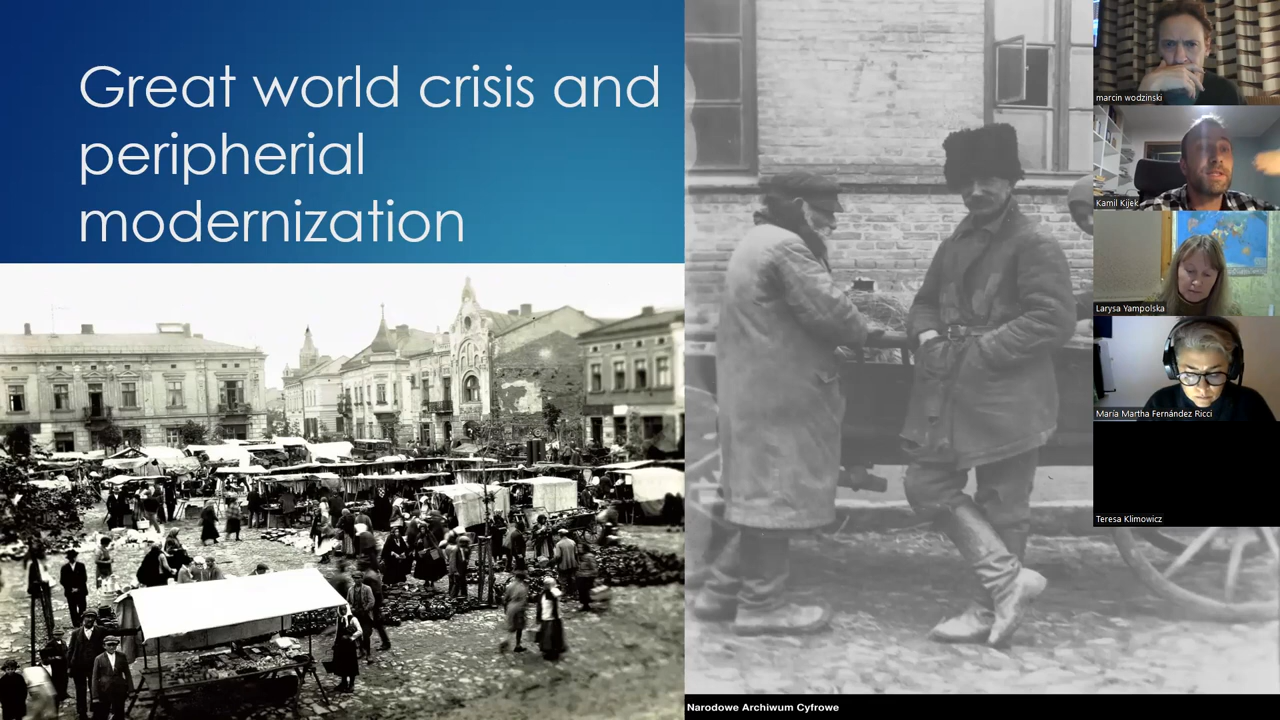 Great world crisis and
peripherial
modernization
marcin wodzinski
Kamil Kijek
Larysa Yampolska
María Martha Fernández Ricci
Teresa Klimowicz
Narodowe Archiwum Cyfrowe